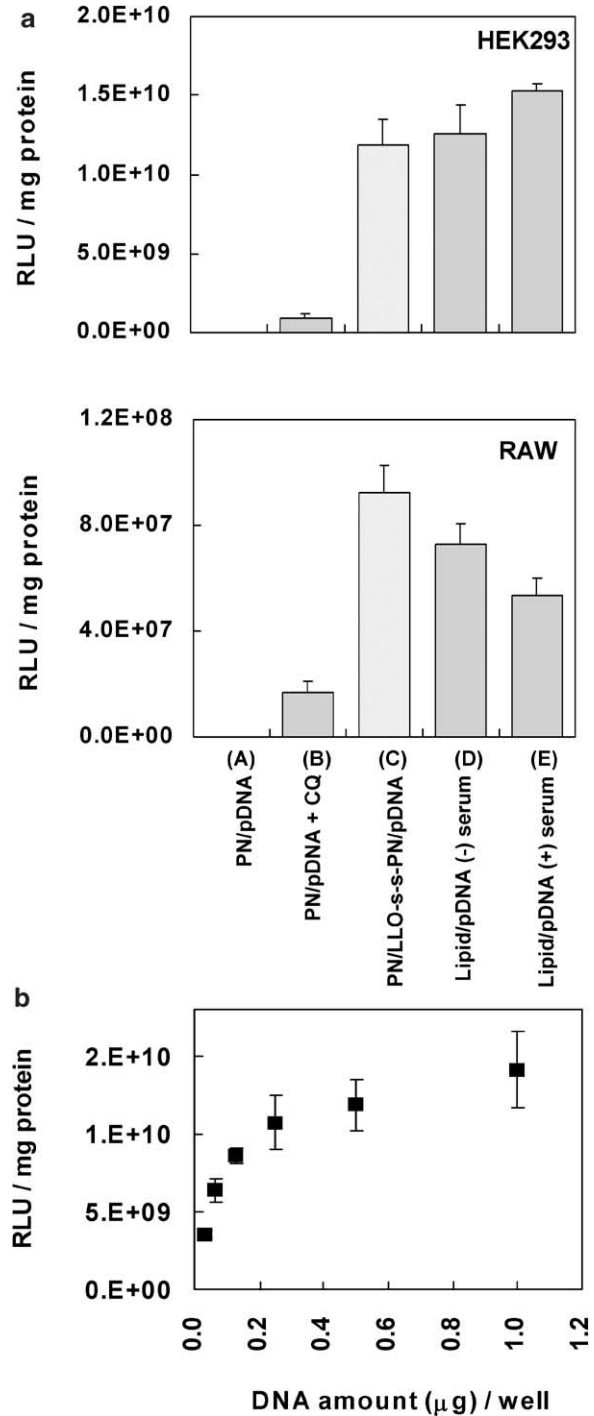 a
2.0E+10
HEK293
1.5E+10
1.0E+10
5.0E+09
0.0E+00
RLU / mg protein
1.2E+08
RAW
8.0E+07
4.0E+07
0.0E+00
RLU / mg protein
(A) (B) (C) (D) (E)
PN/pDNA
PN/pDNA + CQ
PN/LLO-s-s-PN/pDNA
Lipid/pDNA (-) serum
Lipid/pDNA (+) serum
b
2.E+10
1.E+10
5.E+09
0.E+00
RLU / mg protein
0.0 0.2 0.4 0.6 0.8 1.0 1.2
DNA amount (μg) / well